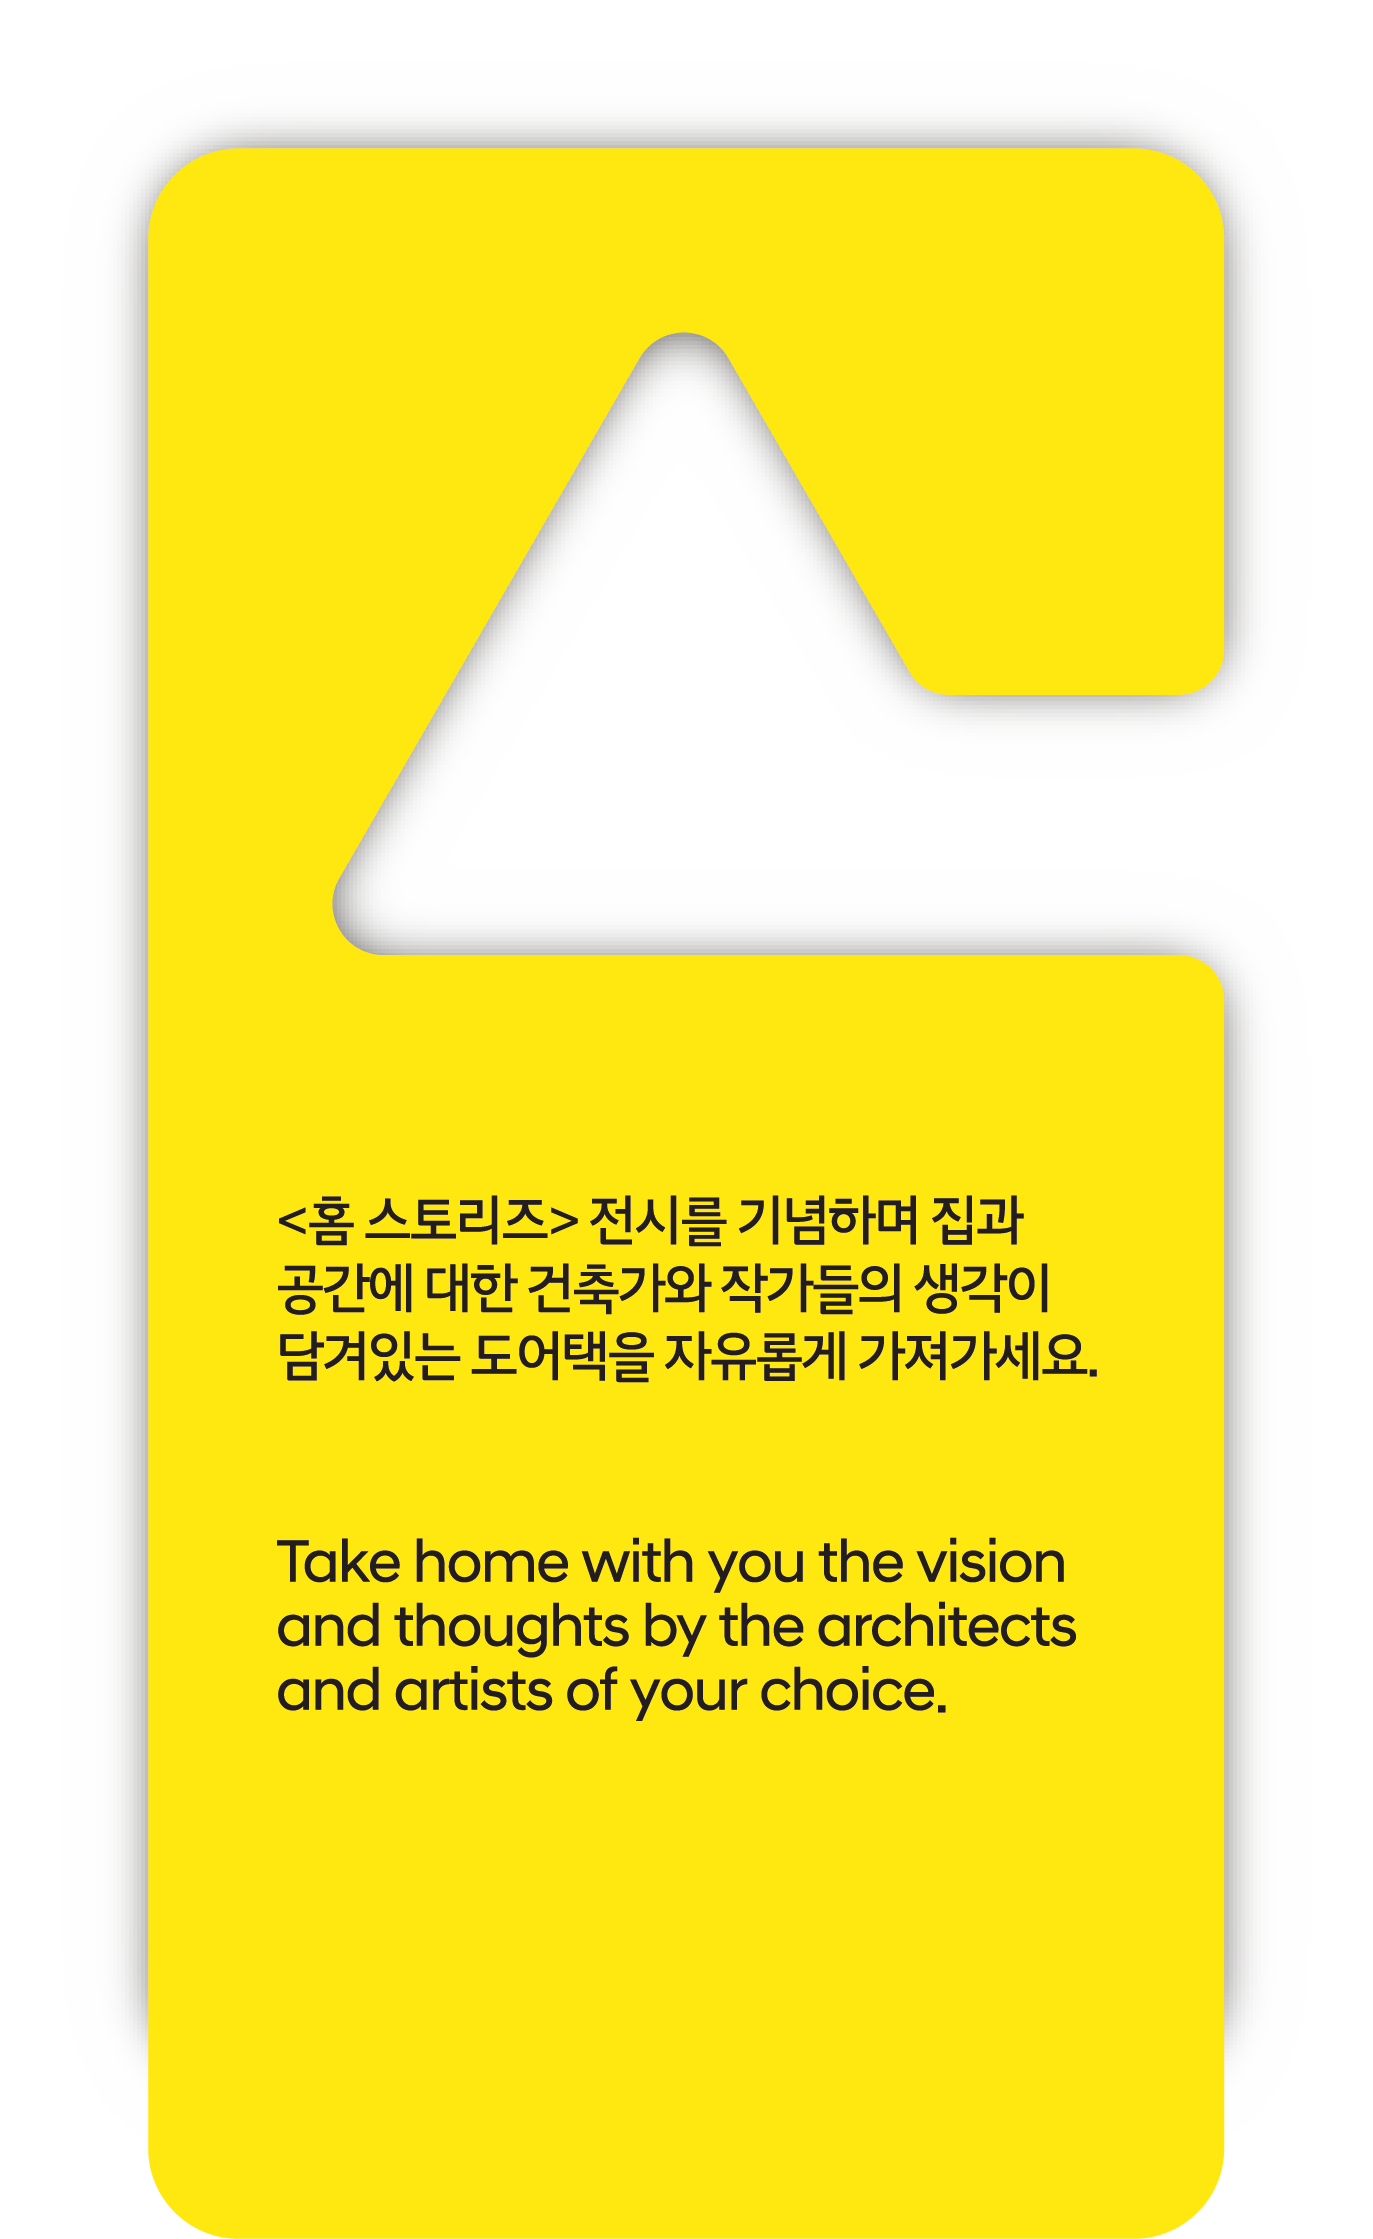 <홈 스토리즈> 전시를 기념하며 집과
공간에 대한 건축가와 작가들의 생각이
담겨있는 도어택을 자유롭게 가져가세요.
Take home with you the vision
and thoughts by the architects
and artists of your choice.